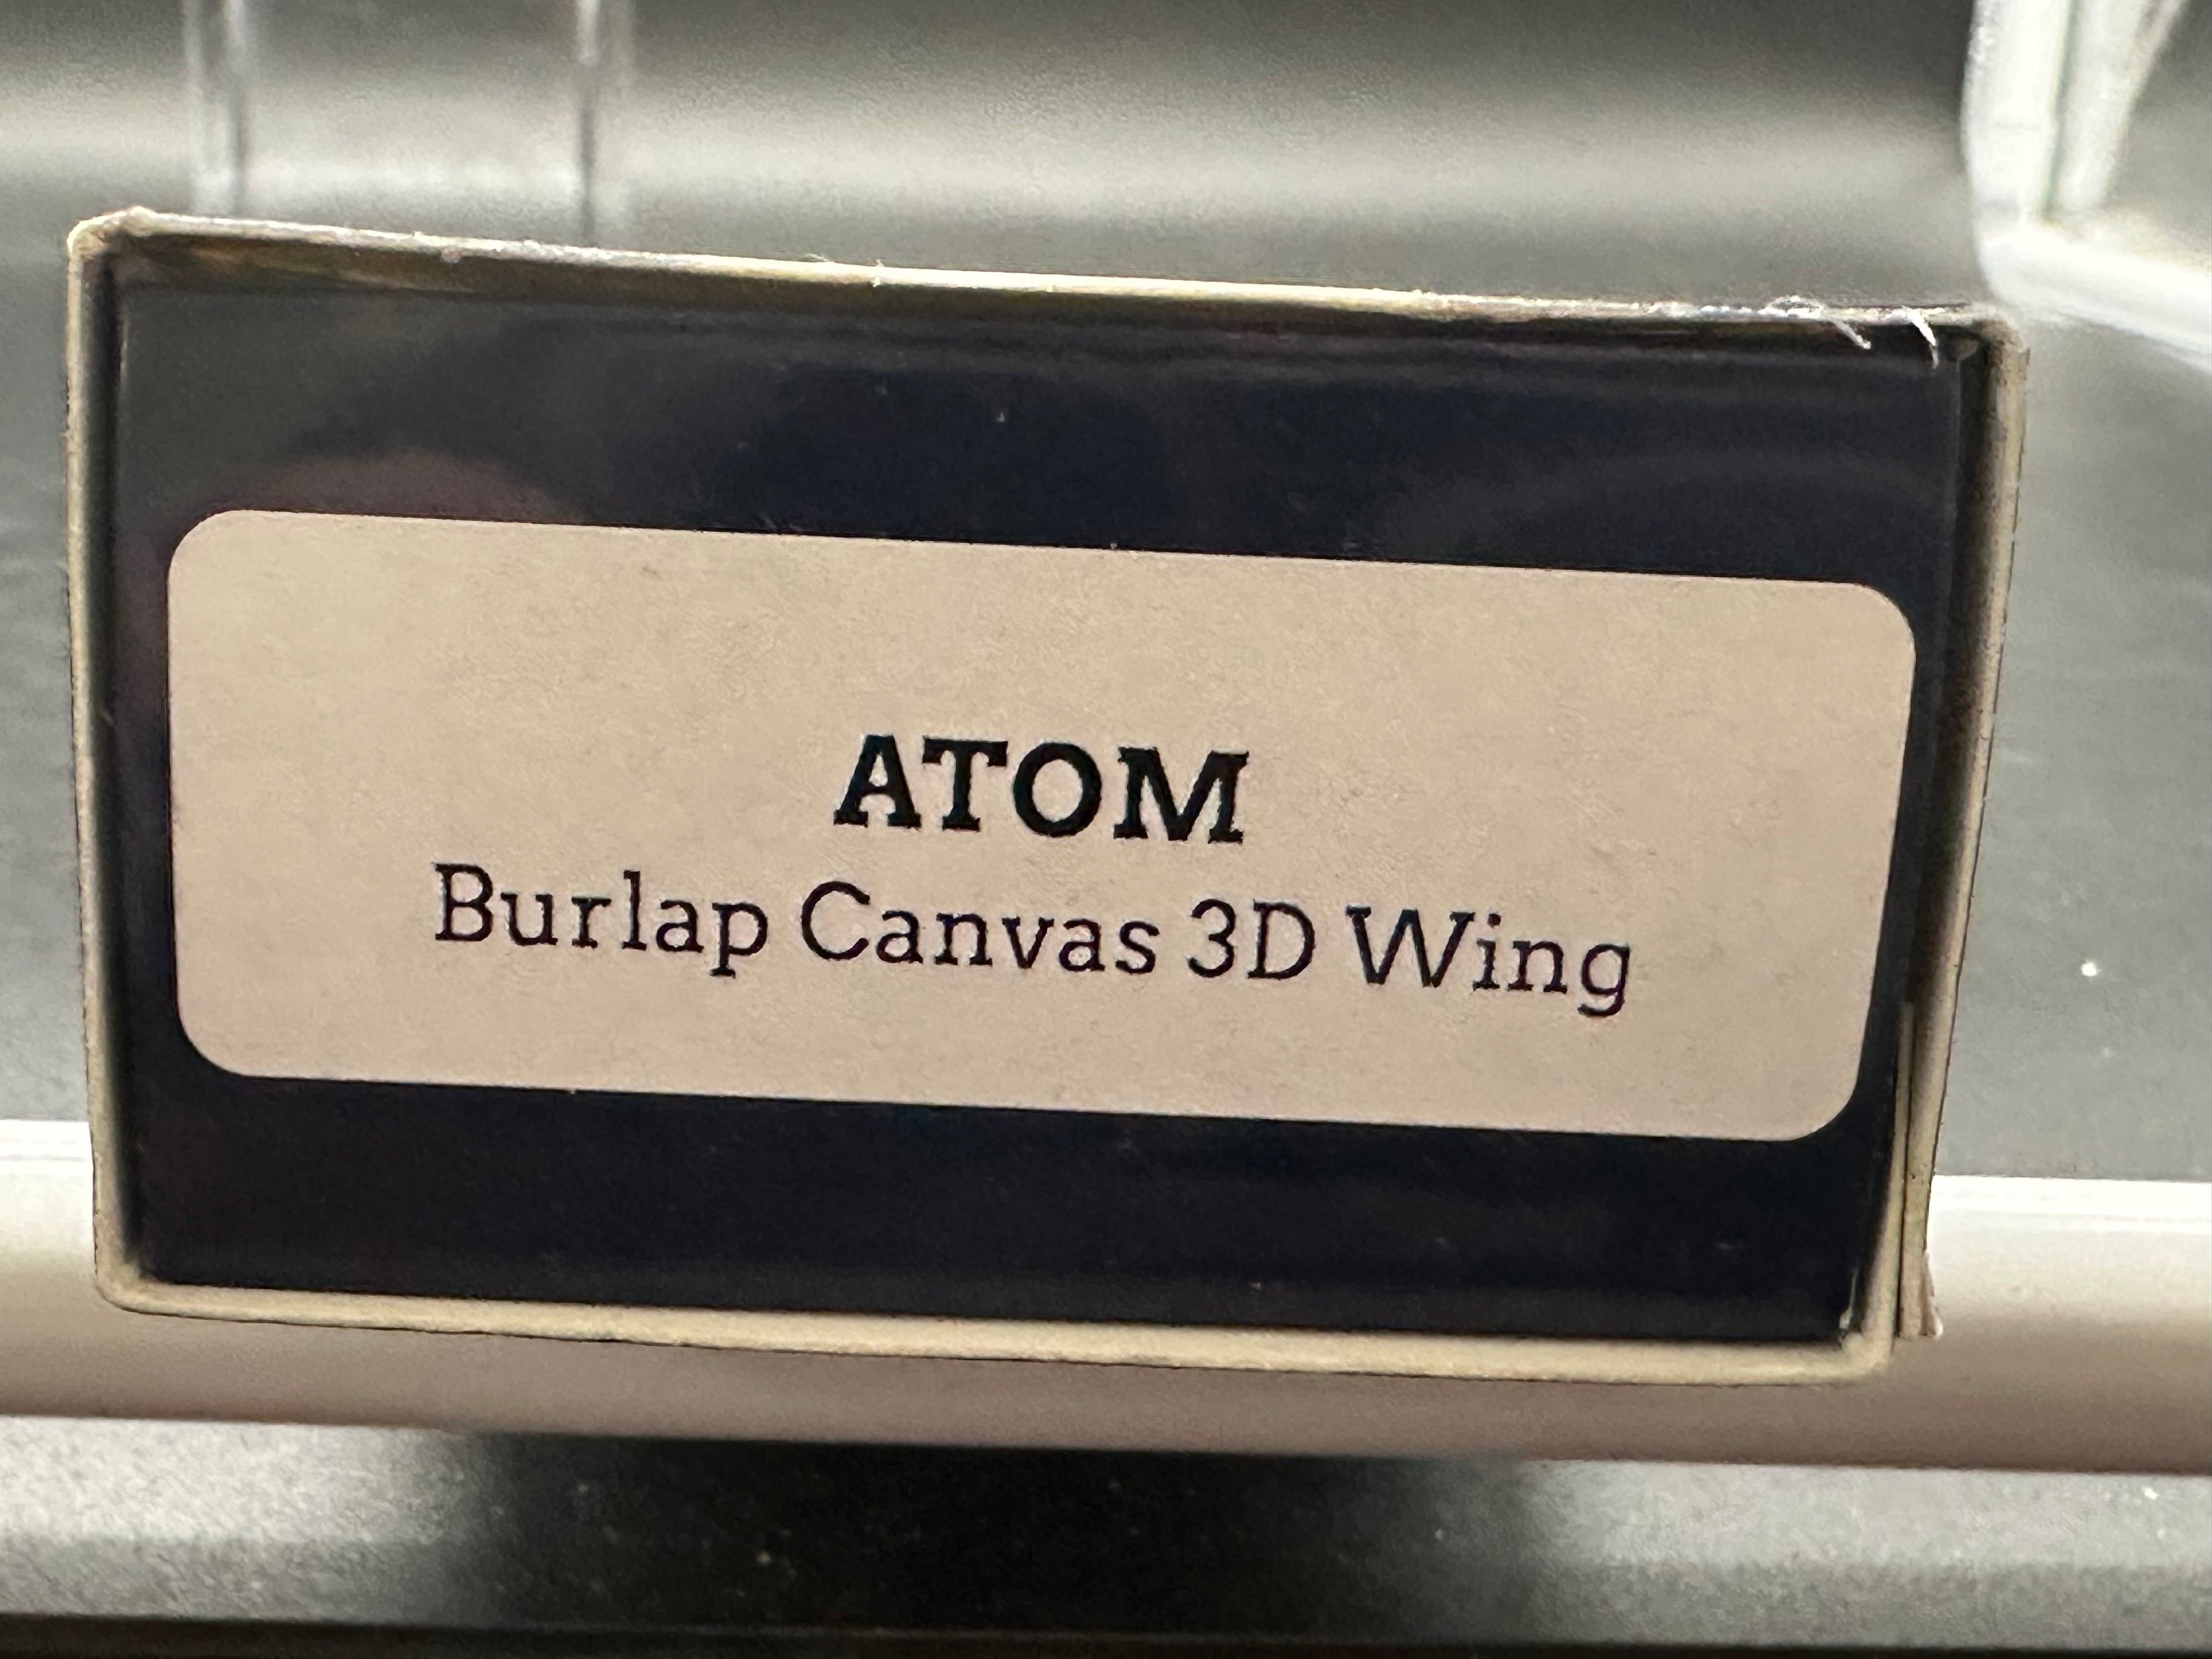 ATOM
Burlap Canvas 3D Wing